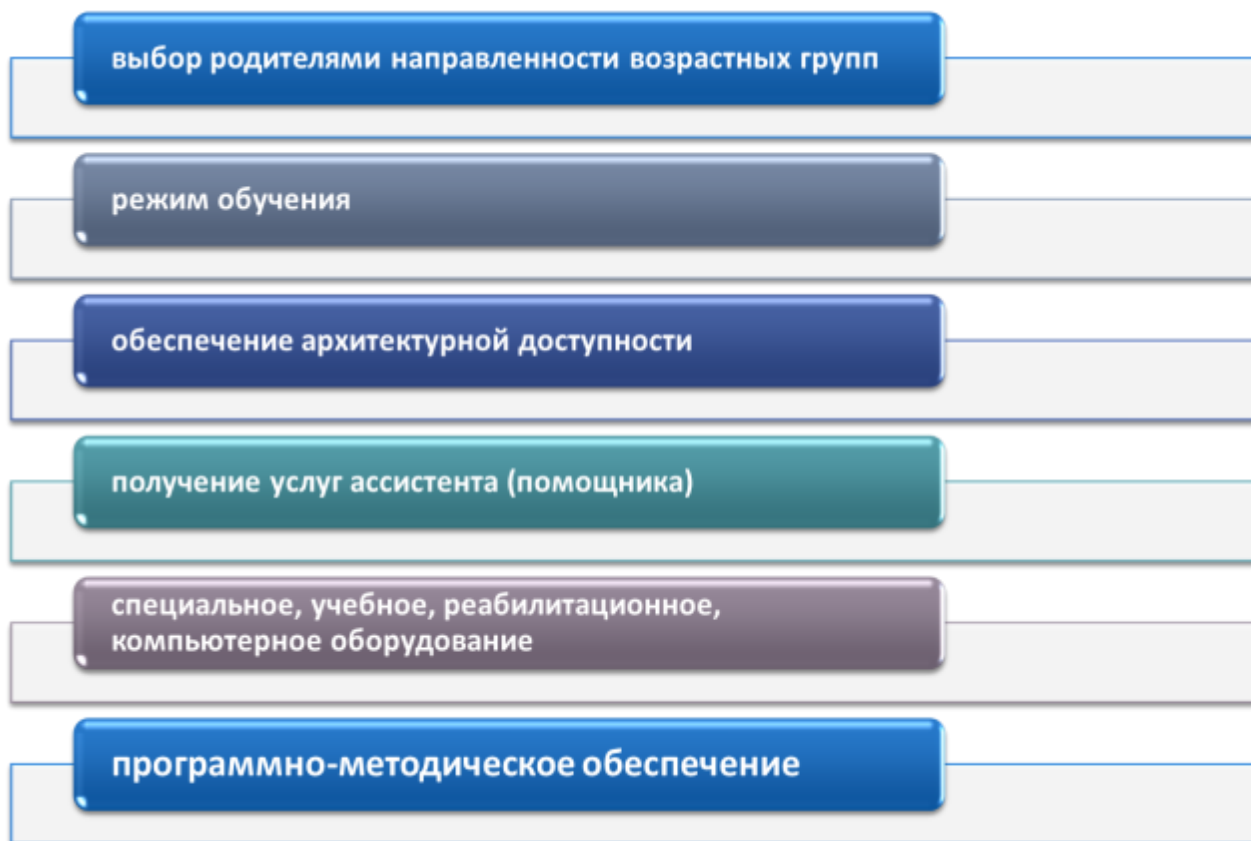 выбор родителями направленности возрастных групп
режим обучения
обеспечение архитектурной доступности
получение услуг ассистента (помощника)
специальное, учебное, реабилитационное,
компьютерное оборудование
программно-методическое обеспечение